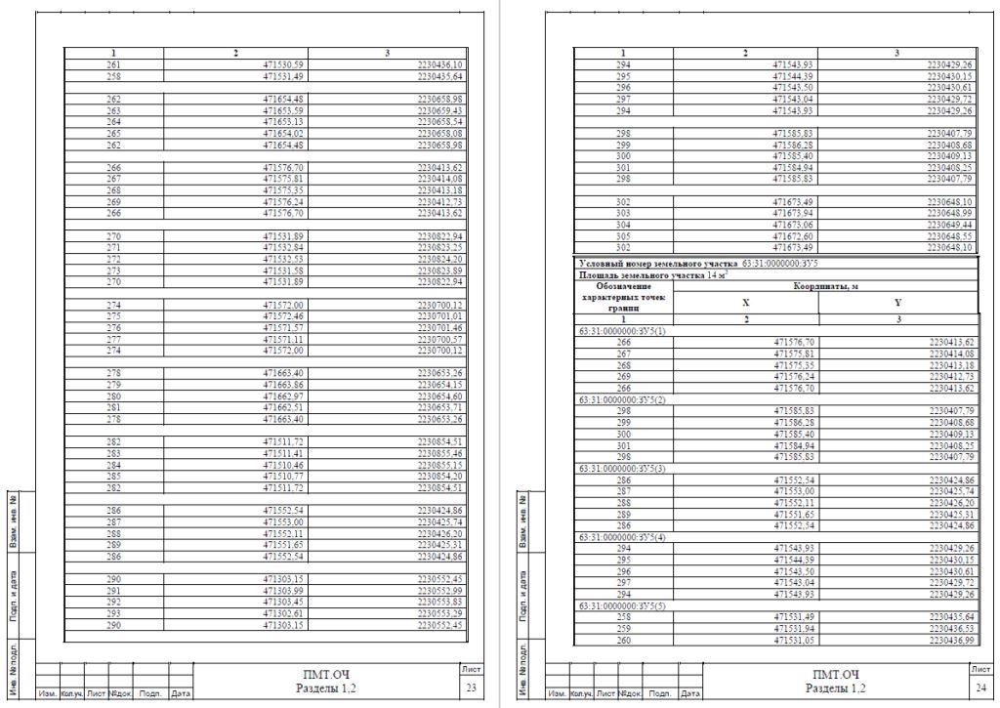 1 2 3
261 471530,59 2230436,10
258 471531,49 2230435,64
262 471654,48 2230658,98
263 471653,59 2230659,43
264 471653,13 2230658,54
265 471654,02 2230658,08
262 471654,48 2230658,98
266 471576,70 2230413,62
267 471575,81 2230414,08
268 471575,35 2230413,18
269 471576,24 2230412,73
266 471576,70 2230413,62
270 471531,89 2230822,94
271 471532,84 2230823,25
272 471532,53 2230824,20
273 471531,58 2230823,89
270 471531,89 2230822,94
274 471572,00 2230700,12
275 471572,46 2230701,01
276 471571,57 2230701,46
277 471571,11 2230700,57
274 471572,00 2230700,12
278 471663,40 2230653,26
279 471663,86 2230654,15
280 471662,97 2230654,60
281 471662,51 2230653,71
278 471663,40 2230653,26
282 471511,72 2230854,51
283 471511,41 2230855,46
284 471510,46 2230855,15
285 471510,77 2230854,20
282 471511,72 2230854,51
286 471552,54 2230424,86
287 471553,00 2230425,74
288 471552,11 2230426,20
289 471551,65 2230425,31
286 471552,54 2230424,86
290 471303,15 2230552,45
291 471303,99 2230552,99
292 471303,45 2230553,83
293 471302,61 2230553,29
290 471303,15 2230552,45
Взам. инв. №
Подп. и дата
Инв. № подл.
Изм. Кол.уч. Лист №док. Подп. Дата
ПМТ.ОЧ
Разделы 1,2
Лист
23
1 2 3
294 471543,93 2230429,26
295 471544,39 2230430,15
296 471543,50 2230430,61
297 471543,04 2230429,72
294 471543,93 2230429,26
298 471585,83 2230407,79
299 471586,28 2230408,68
300 471585,40 2230409,13
301 471584,94 2230408,25
298 471585,83 2230407,79
302 471673,49 2230648,10
303 471673,94 2230648,99
304 471673,06 2230649,44
305 471672,60 2230648,55
302 471673,49 2230648,10
Условный номер земельного участка 63:31:0000000:ЗУ5
Площадь земельного участка 14 м²
Обозначение характерных точек границ
Координаты, м
X Y
1 2 3
63:31:0000000:ЗУ5(1)
266 471576,70 2230413,62
267 471575,81 2230414,08
268 471575,35 2230413,18
269 471576,24 2230412,73
266 471576,70 2230413,62
63:31:0000000:ЗУ5(2)
298 471585,83 2230407,79
299 471586,28 2230408,68
300 471585,40 2230409,13
301 471584,94 2230408,25
298 471585,83 2230407,79
63:31:0000000:ЗУ5(3)
286 471552,54 2230424,86
287 471553,00 2230425,74
288 471552,11 2230426,20
289 471551,65 2230425,31
286 471552,54 2230424,86
63:31:0000000:ЗУ5(4)
294 471543,93 2230429,26
295 471544,39 2230430,15
296 471543,50 2230430,61
297 471543,04 2230429,72
294 471543,93 2230429,26
63:31:0000000:ЗУ5(5)
258 471531,49 2230435,64
259 471531,94 2230436,53
260 471531,05 2230436,99
Взам. инв. №
Подп. и дата
Инв. № подл.
Изм. Кол.уч. Лист №док. Подп. Дата
ПМТ.ОЧ
Разделы 1,2
Лист
24